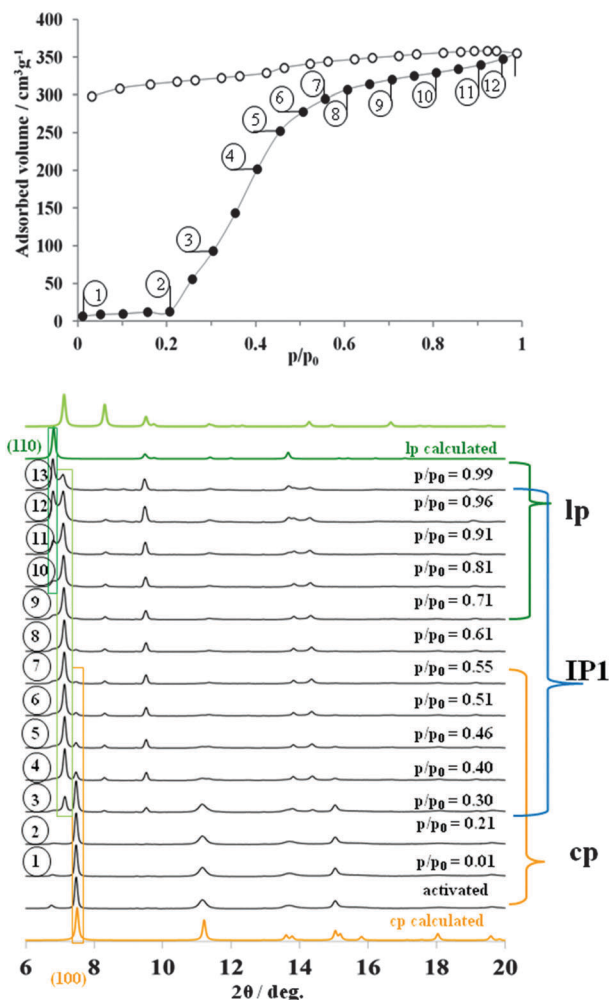 400
350
300
250
200
150
100
50
0
Adsorbed volume / cm³g⁻¹
1
2
3
4
5
6
7
8
9
10
11
12
0
0.2
0.4
0.6
0.8
1
p/p₀
(110)
lp calculated
13
p/p₀ = 0.99
12
p/p₀ = 0.96
lp
11
p/p₀ = 0.91
10
p/p₀ = 0.81
9
p/p₀ = 0.71
8
p/p₀ = 0.61
7
p/p₀ = 0.55
IP1
6
p/p₀ = 0.51
5
p/p₀ = 0.46
4
p/p₀ = 0.40
3
p/p₀ = 0.30
2
p/p₀ = 0.21
1
p/p₀ = 0.01
cp
activated
cp calculated
6
8
10
12
14
16
18
20
(100)
2θ / deg.